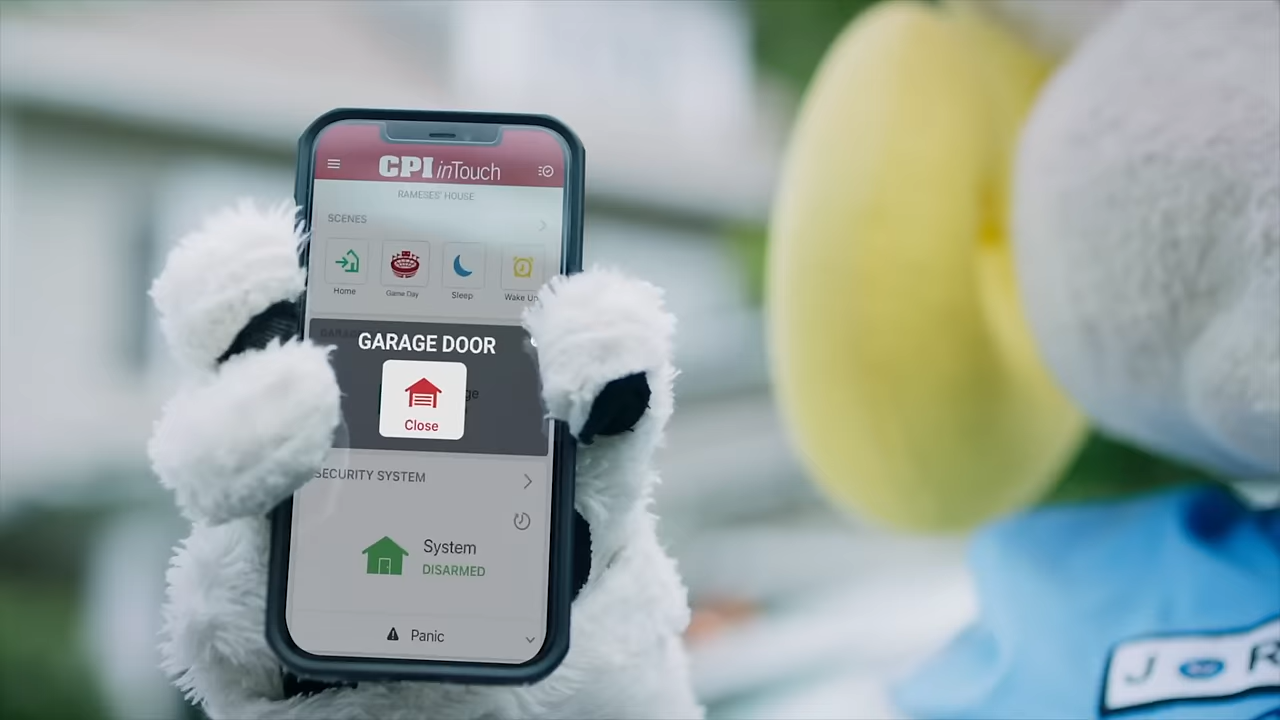 CPI inTouch
RAMESES' HOUSE
SCENES
Home
Game Day
Sleep
Wake Up
GARAGE DOOR
Close
SECURITY SYSTEM
System
DISARMED
Panic
J R